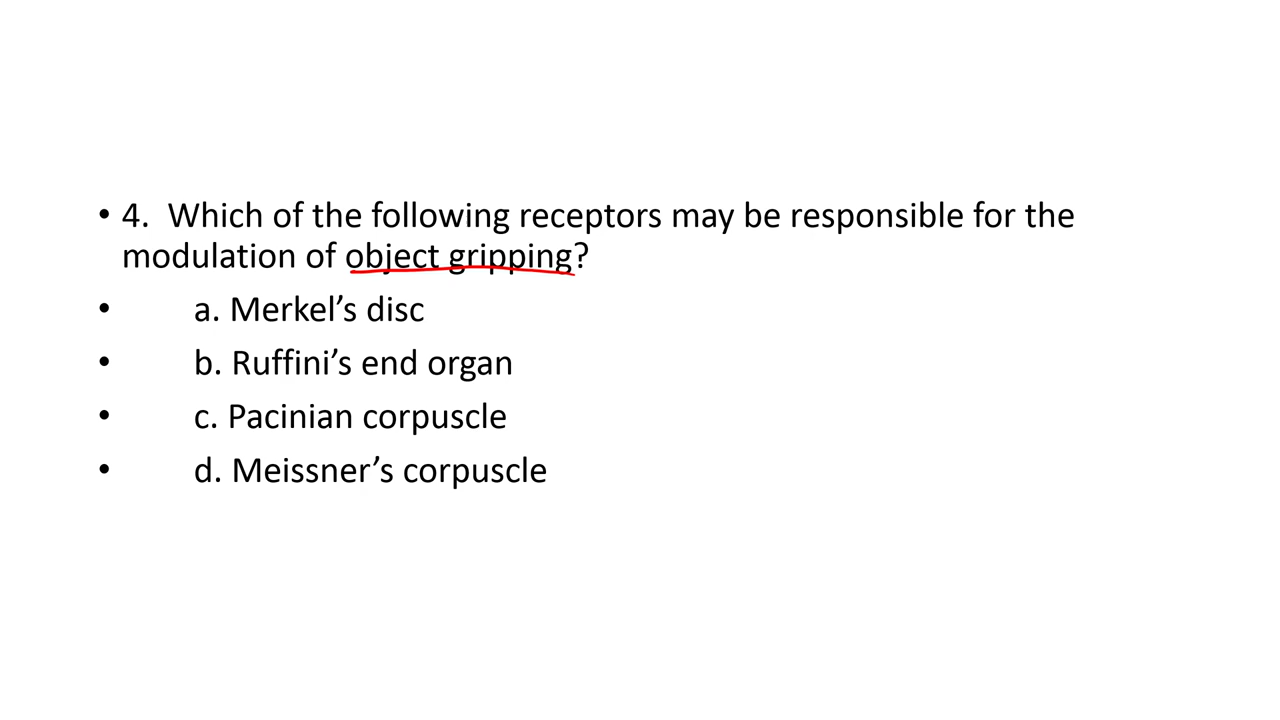 • 4. Which of the following receptors may be responsible for the
modulation of object gripping?
• a. Merkel’s disc
• b. Ruffini’s end organ
• c. Pacinian corpuscle
• d. Meissner’s corpuscle